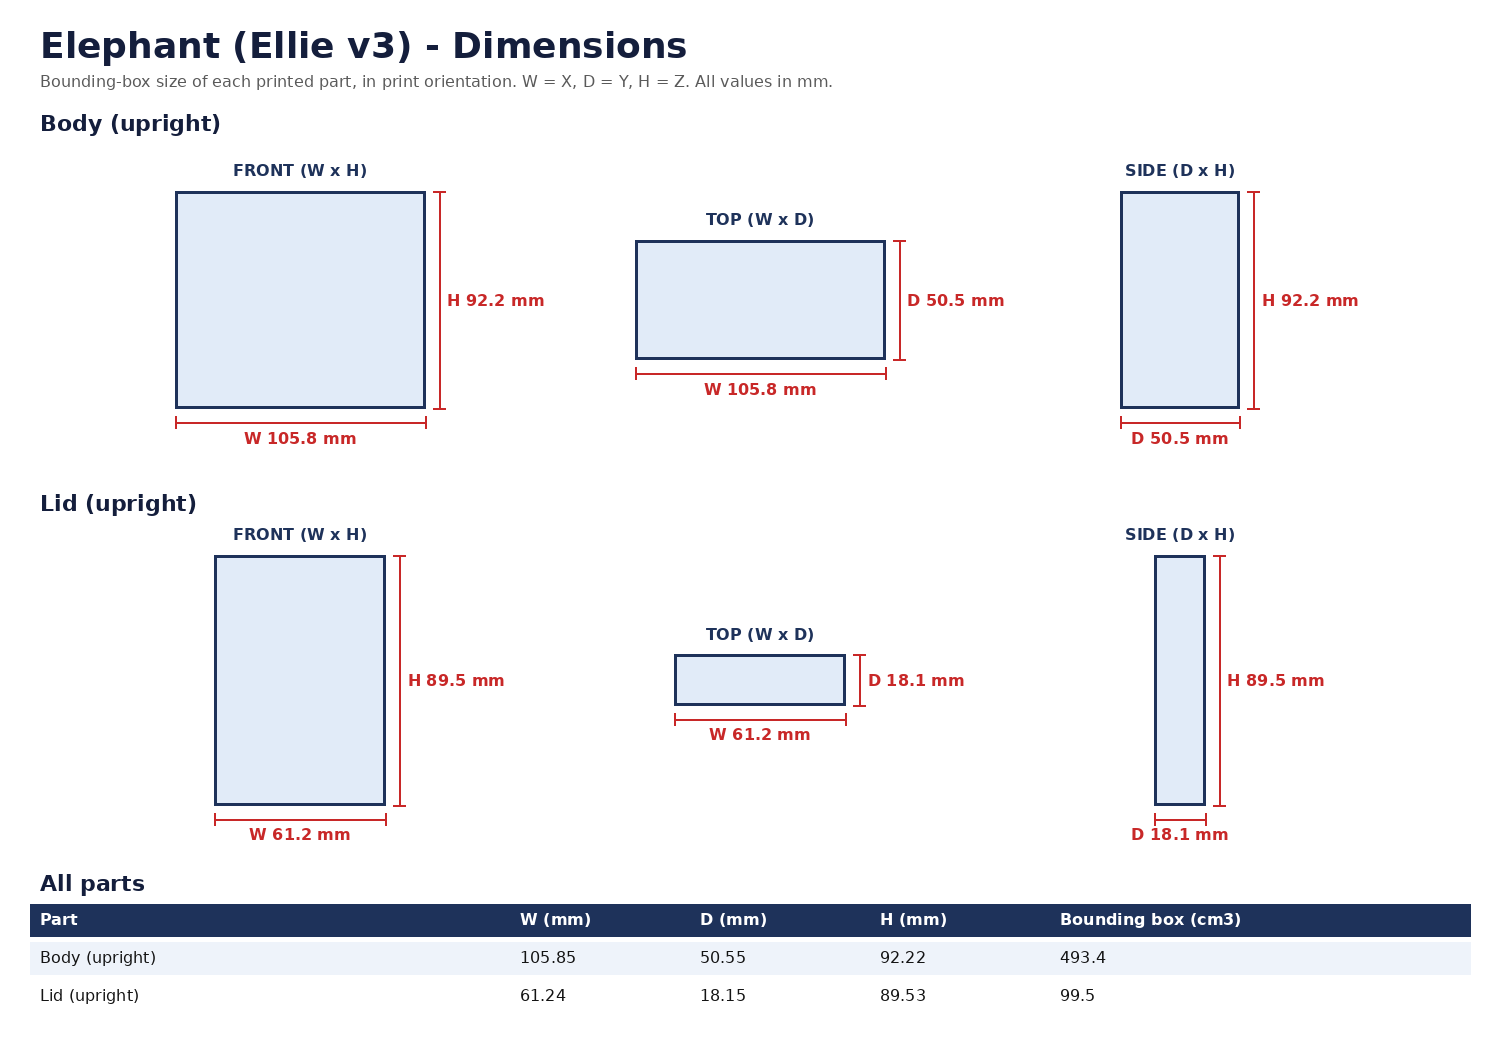 Elephant (Ellie v3) - Dimensions
Bounding-box size of each printed part, in print orientation. W = X, D = Y, H = Z. All values in mm.
Body (upright)
FRONT (W x H)
H 92.2 mm
W 105.8 mm
TOP (W x D)
D 50.5 mm
W 105.8 mm
SIDE (D x H)
H 92.2 mm
D 50.5 mm
Lid (upright)
FRONT (W x H)
H 89.5 mm
W 61.2 mm
TOP (W x D)
D 18.1 mm
W 61.2 mm
SIDE (D x H)
H 89.5 mm
D 18.1 mm
All parts
Part W (mm) D (mm) H (mm) Bounding box (cm3)
Body (upright) 105.85 50.55 92.22 493.4
Lid (upright) 61.24 18.15 89.53 99.5